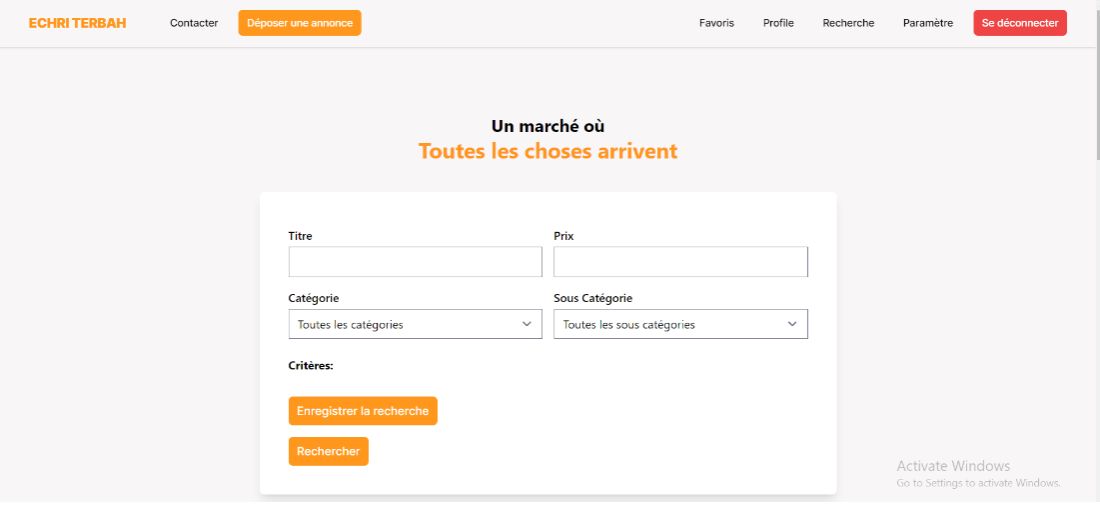 ECHRI TERBAH Contacter Déposer une annonce Favoris Profile Recherche Paramètre Se déconnecter
Un marché où
Toutes les choses arrivent
Titre Prix
Catégorie Sous Catégorie
Toutes les catégories Toutes les sous catégories
Critères:
Enregistrer la recherche
Rechercher
Activate Windows
Go to Settings to activate Windows.